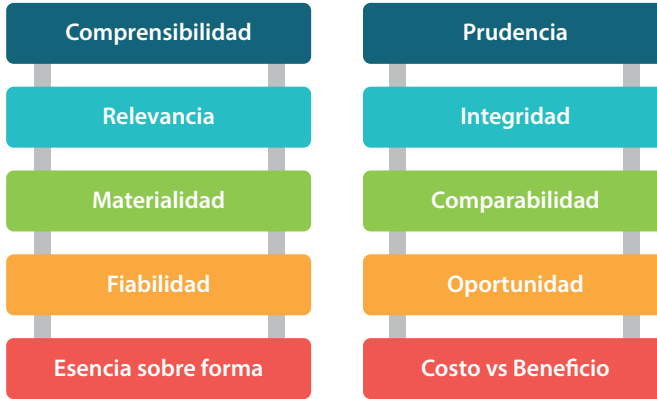 Comprensibilidad
Relevancia
Materialidad
Fiabilidad
Esencia sobre forma
Prudencia
Integridad
Comparabilidad
Oportunidad
Costo vs Beneficio